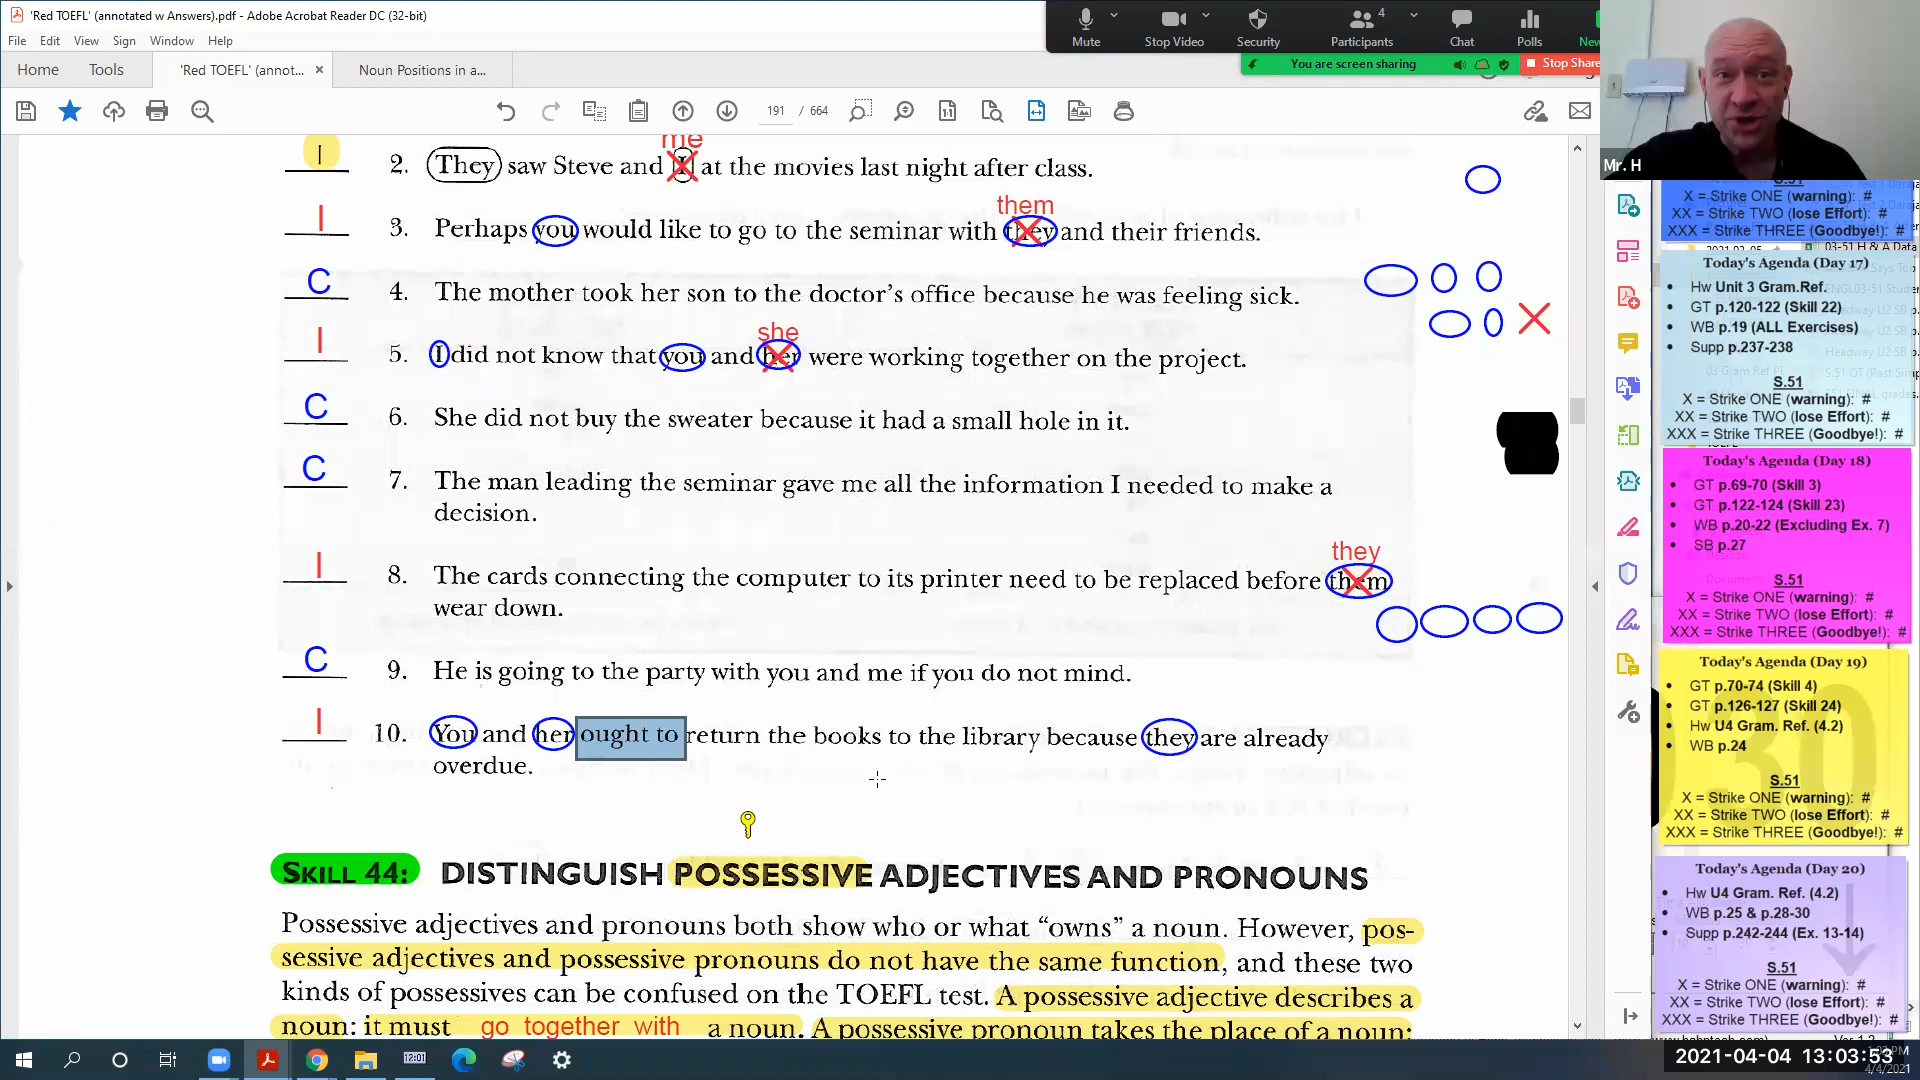 'Red TOEFL' (annotated w Answers).pdf - Adobe Acrobat Reader DC (32-bit)
File Edit View Sign Window Help
Home Tools 'Red TOEFL' (annot... × Noun Positions in a...
191 / 664
Mute Stop Video Security Participants 4 Chat Polls New
You are screen sharing Stop Share
Mr. H
me
I 2. They saw Steve and I at the movies last night after class.
them
I 3. Perhaps you would like to go to the seminar with they and their friends.
C 4. The mother took her son to the doctor's office because he was feeling sick.
she
I 5. I did not know that you and her were working together on the project.
C 6. She did not buy the sweater because it had a small hole in it.
C 7. The man leading the seminar gave me all the information I needed to make a
decision.
they
I 8. The cards connecting the computer to its printer need to be replaced before them
wear down.
C 9. He is going to the party with you and me if you do not mind.
I 10. You and her ought to return the books to the library because they are already
overdue.
SKILL 44: DISTINGUISH POSSESSIVE ADJECTIVES AND PRONOUNS
Possessive adjectives and pronouns both show who or what "owns" a noun. However, pos-
sessive adjectives and possessive pronouns do not have the same function, and these two
kinds of possessives can be confused on the TOEFL test. A possessive adjective describes a
noun: it must go together with a noun. A possessive pronoun takes the place of a noun:
S.51
X = Strike ONE (warning): #
XX = Strike TWO (lose Effort): #
XXX = Strike THREE (Goodbye!): #
Today's Agenda (Day 17)
• Hw Unit 3 Gram.Ref.
• GT p.120-122 (Skill 22)
• WB p.19 (ALL Exercises)
• Supp p.237-238
S.51
X = Strike ONE (warning): #
XX = Strike TWO (lose Effort): #
XXX = Strike THREE (Goodbye!): #
Today's Agenda (Day 18)
• GT p.69-70 (Skill 3)
• GT p.122-124 (Skill 23)
• WB p.20-22 (Excluding Ex. 7)
• SB p.27
S.51
X = Strike ONE (warning): #
XX = Strike TWO (lose Effort): #
XXX = Strike THREE (Goodbye!): #
Today's Agenda (Day 19)
• GT p.70-74 (Skill 4)
• GT p.126-127 (Skill 24)
• Hw U4 Gram. Ref. (4.2)
• WB p.24
S.51
X = Strike ONE (warning): #
XX = Strike TWO (lose Effort): #
XXX = Strike THREE (Goodbye!): #
Today's Agenda (Day 20)
• Hw U4 Gram. Ref. (4.2)
• WB p.25 & p.28-30
• Supp p.242-244 (Ex. 13-14)
S.51
X = Strike ONE (warning): #
XX = Strike TWO (lose Effort): #
XXX = Strike THREE (Goodbye!): #
12:01
2021-04-04 13:03:53
4/4/2021